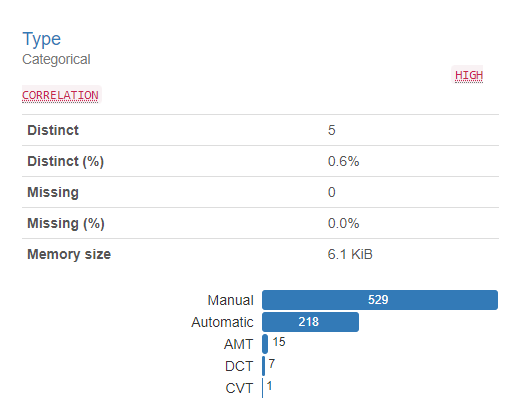 Type
Categorical
HIGH
CORRELATION
Distinct 5
Distinct (%) 0.6%
Missing 0
Missing (%) 0.0%
Memory size 6.1 KiB
Manual 529
Automatic 218
AMT 15
DCT 7
CVT 1